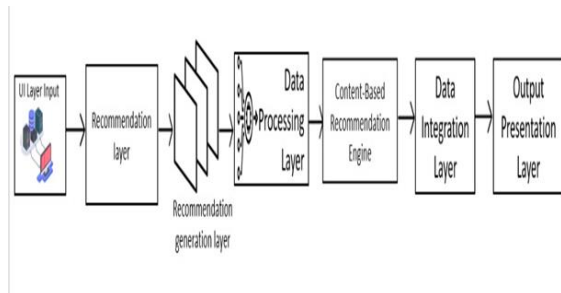 UI Layer Input
Recommendation
layer
Recommendation
generation layer
Data
Processing
Layer
Content-Based
Recommendation
Engine
Data
Integration
Layer
Output
Presentation
Layer